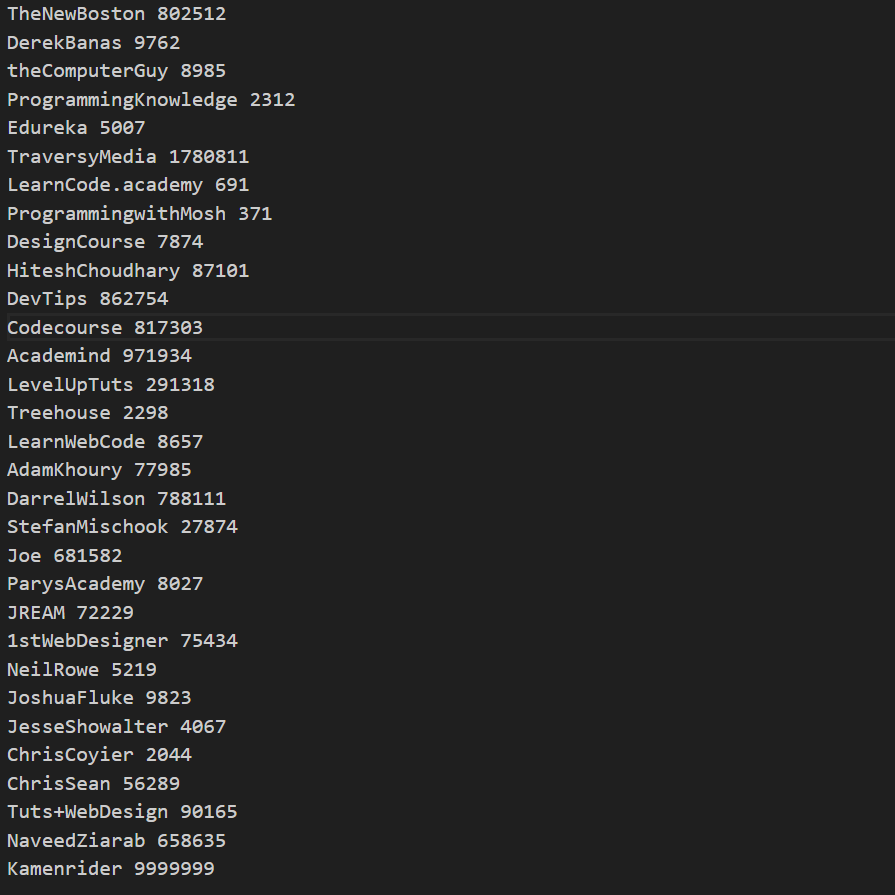 TheNewBoston 802512
DerekBanas 9762
theComputerGuy 8985
ProgrammingKnowledge 2312
Edureka 5007
TraversyMedia 1780811
LearnCode.academy 691
ProgrammingwithMosh 371
DesignCourse 7874
HiteshChoudhary 87101
DevTips 862754
Codecourse 817303
Academind 971934
LevelUpTuts 291318
Treehouse 2298
LearnWebCode 8657
AdamKhoury 77985
DarrelWilson 788111
StefanMischook 27874
Joe 681582
ParysAcademy 8027
JREAM 72229
1stWebDesigner 75434
NeilRowe 5219
JoshuaFluke 9823
JesseShowalter 4067
ChrisCoyier 2044
ChrisSean 56289
Tuts+WebDesign 90165
NaveedZiarab 658635
Kamenrider 9999999